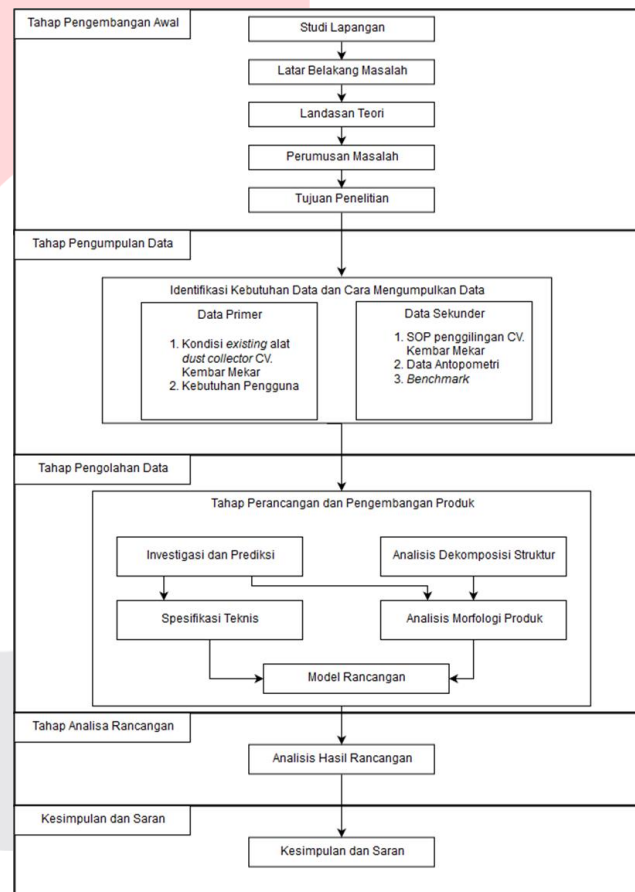 Tahap Pengembangan Awal
Studi Lapangan
Latar Belakang Masalah
Landasan Teori
Perumusan Masalah
Tujuan Penelitian
Tahap Pengumpulan Data
Identifikasi Kebutuhan Data dan Cara Mengumpulkan Data
Data Primer
1. Kondisi existing alat
dust collector CV.
Kembar Mekar
2. Kebutuhan Pengguna
Data Sekunder
1. SOP penggilingan CV.
Kembar Mekar
2. Data Antopometri
3. Benchmark
Tahap Pengolahan Data
Tahap Perancangan dan Pengembangan Produk
Investigasi dan Prediksi
Analisis Dekomposisi Struktur
Spesifikasi Teknis
Analisis Morfologi Produk
Model Rancangan
Tahap Analisa Rancangan
Analisis Hasil Rancangan
Kesimpulan dan Saran
Kesimpulan dan Saran